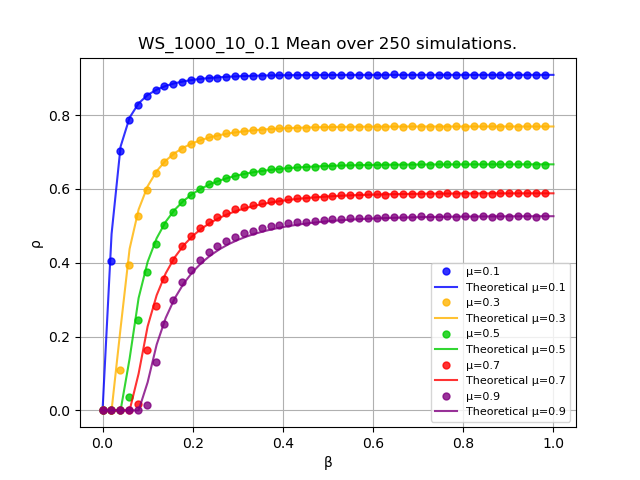 WS_1000_10_0.1 Mean over 250 simulations.
ρ
0.8
0.6
0.4
0.2
0.0
0.0 0.2 0.4 0.6 0.8 1.0
β
μ=0.1
Theoretical μ=0.1
μ=0.3
Theoretical μ=0.3
μ=0.5
Theoretical μ=0.5
μ=0.7
Theoretical μ=0.7
μ=0.9
Theoretical μ=0.9